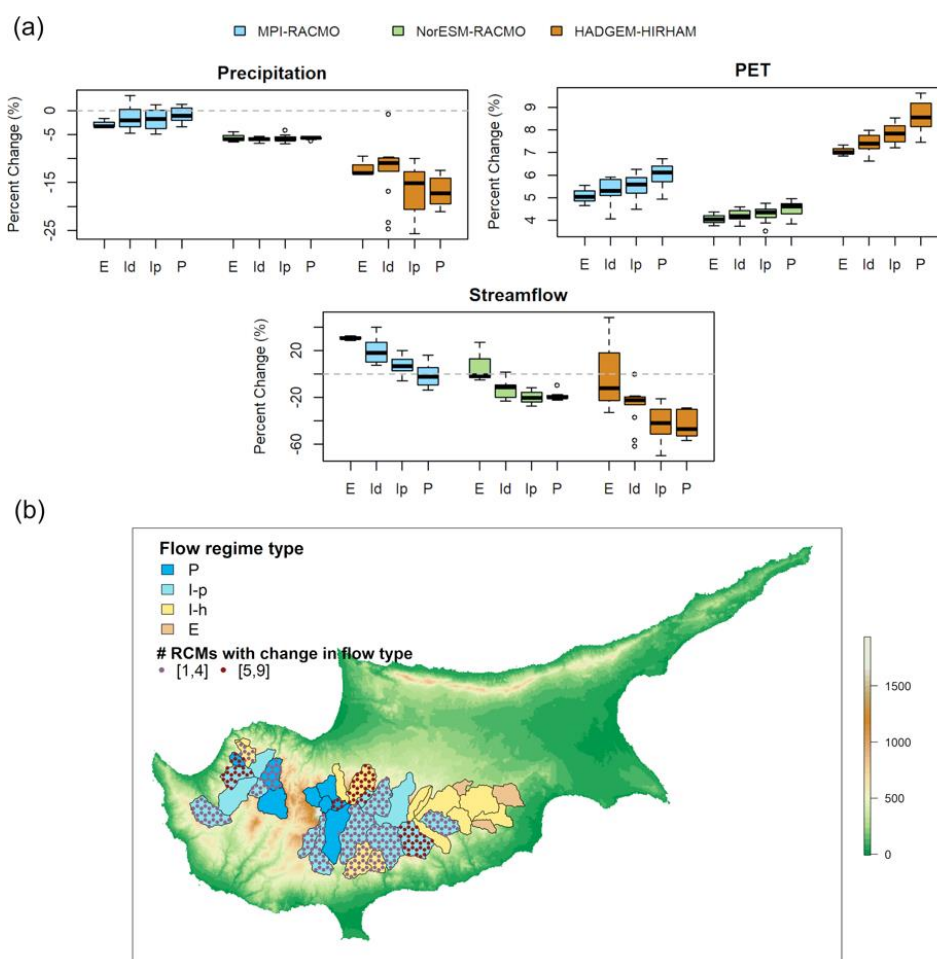 (a)
MPI-RACMO NorESM-RACMO HADGEM-HIRHAM
Precipitation
Percent Change (%)
0
-5
-15
-25
E Id Ip P E Id Ip P E Id Ip P
PET
Percent Change (%)
9
8
7
6
5
4
E Id Ip P E Id Ip P E Id Ip P
Streamflow
Percent Change (%)
20
-20
-60
E Id Ip P E Id Ip P E Id Ip P
(b)
Flow regime type
P
I-p
I-h
E
# RCMs with change in flow type
[1,4] [5,9]
1500
1000
500
0